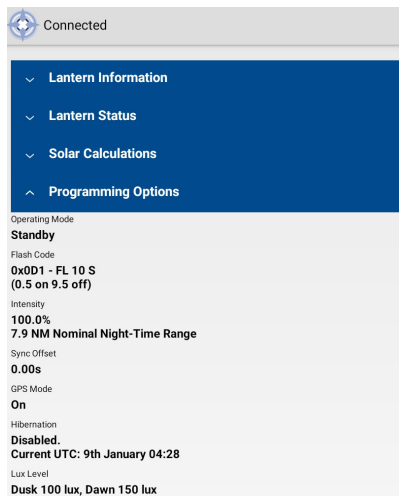 Connected
Lantern Information
Lantern Status
Solar Calculations
Programming Options
Operating Mode
Standby
Flash Code
0x0D1 - FL 10 S
(0.5 on 9.5 off)
Intensity
100.0%
7.9 NM Nominal Night-Time Range
Sync Offset
0.00s
GPS Mode
On
Hibernation
Disabled.
Current UTC: 9th January 04:28
Lux Level
Dusk 100 lux, Dawn 150 lux